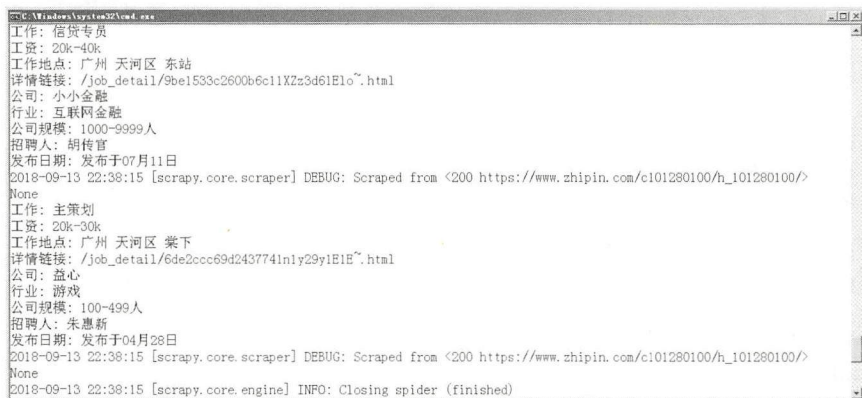 C:\Windows\system32\cmd.exe
工作: 信贷专员
工资: 20k-40k
工作地点: 广州 天河区 东站
详情链接: /job_detail/9be1533c2600b6c11XZz3d61Elo~.html
公司: 小小金融
行业: 互联网金融
公司规模: 1000-9999人
招聘人: 胡传官
发布日期: 发布于07月11日
2018-09-13 22:38:15 [scrapy.core.scraper] DEBUG: Scraped from <200 https://www.zhipin.com/c101280100/h_101280100/>
None
工作: 主策划
工资: 20k-30k
工作地点: 广州 天河区 棠下
详情链接: /job_detail/6de2ccc69d2437741n1y29y1ElE~.html
公司: 益心
行业: 游戏
公司规模: 100-499人
招聘人: 朱惠新
发布日期: 发布于04月28日
2018-09-13 22:38:15 [scrapy.core.scraper] DEBUG: Scraped from <200 https://www.zhipin.com/c101280100/h_101280100/>
None
2018-09-13 22:38:15 [scrapy.core.engine] INFO: Closing spider (finished)